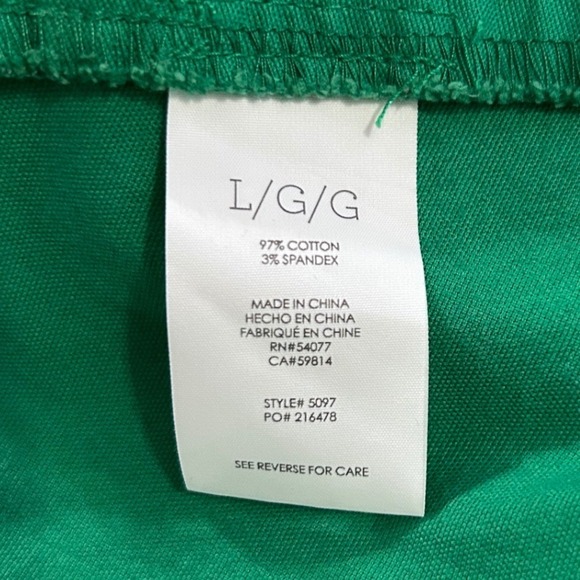 L/G/G
97% COTTON
3% SPANDEX
MADE IN CHINA
HECHO EN CHINA
FABRIQUÉ EN CHINE
RN#54077
CA#59814
STYLE# 5097
PO# 216478
SEE REVERSE FOR CARE